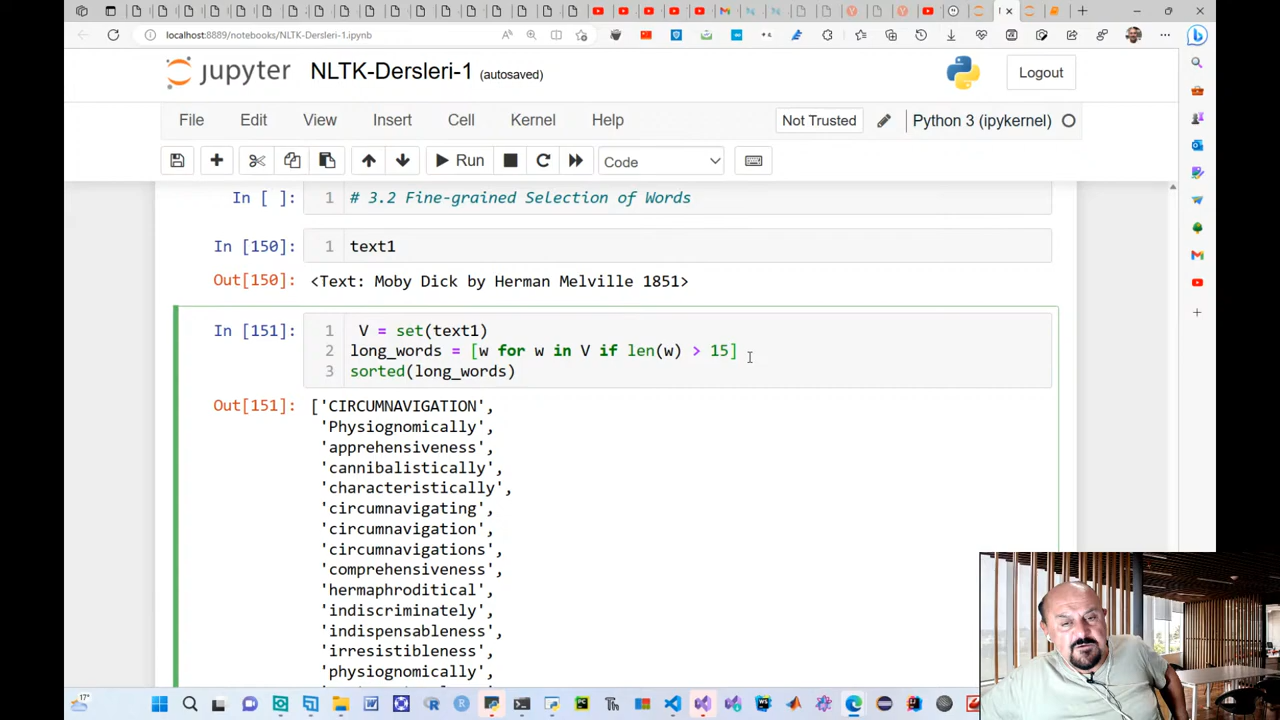 localhost:8889/notebooks/NLTK-Dersleri-1.ipynb
jupyter NLTK-Dersleri-1 (autosaved)
Logout
File Edit View Insert Cell Kernel Help
Not Trusted Python 3 (ipykernel)
Run Code
In [ ]: 1 # 3.2 Fine-grained Selection of Words
In [150]: 1 text1
Out[150]: <Text: Moby Dick by Herman Melville 1851>
In [151]: 1 V = set(text1)
2 long_words = [w for w in V if len(w) > 15]
3 sorted(long_words)
Out[151]: ['CIRCUMNAVIGATION',
'Physiognomically',
'apprehensiveness',
'cannibalistically',
'characteristically',
'circumnavigating',
'circumnavigation',
'circumnavigations',
'comprehensiveness',
'hermaphroditical',
'indiscriminately',
'indispensableness',
'irresistibleness',
'physiognomically',
17°